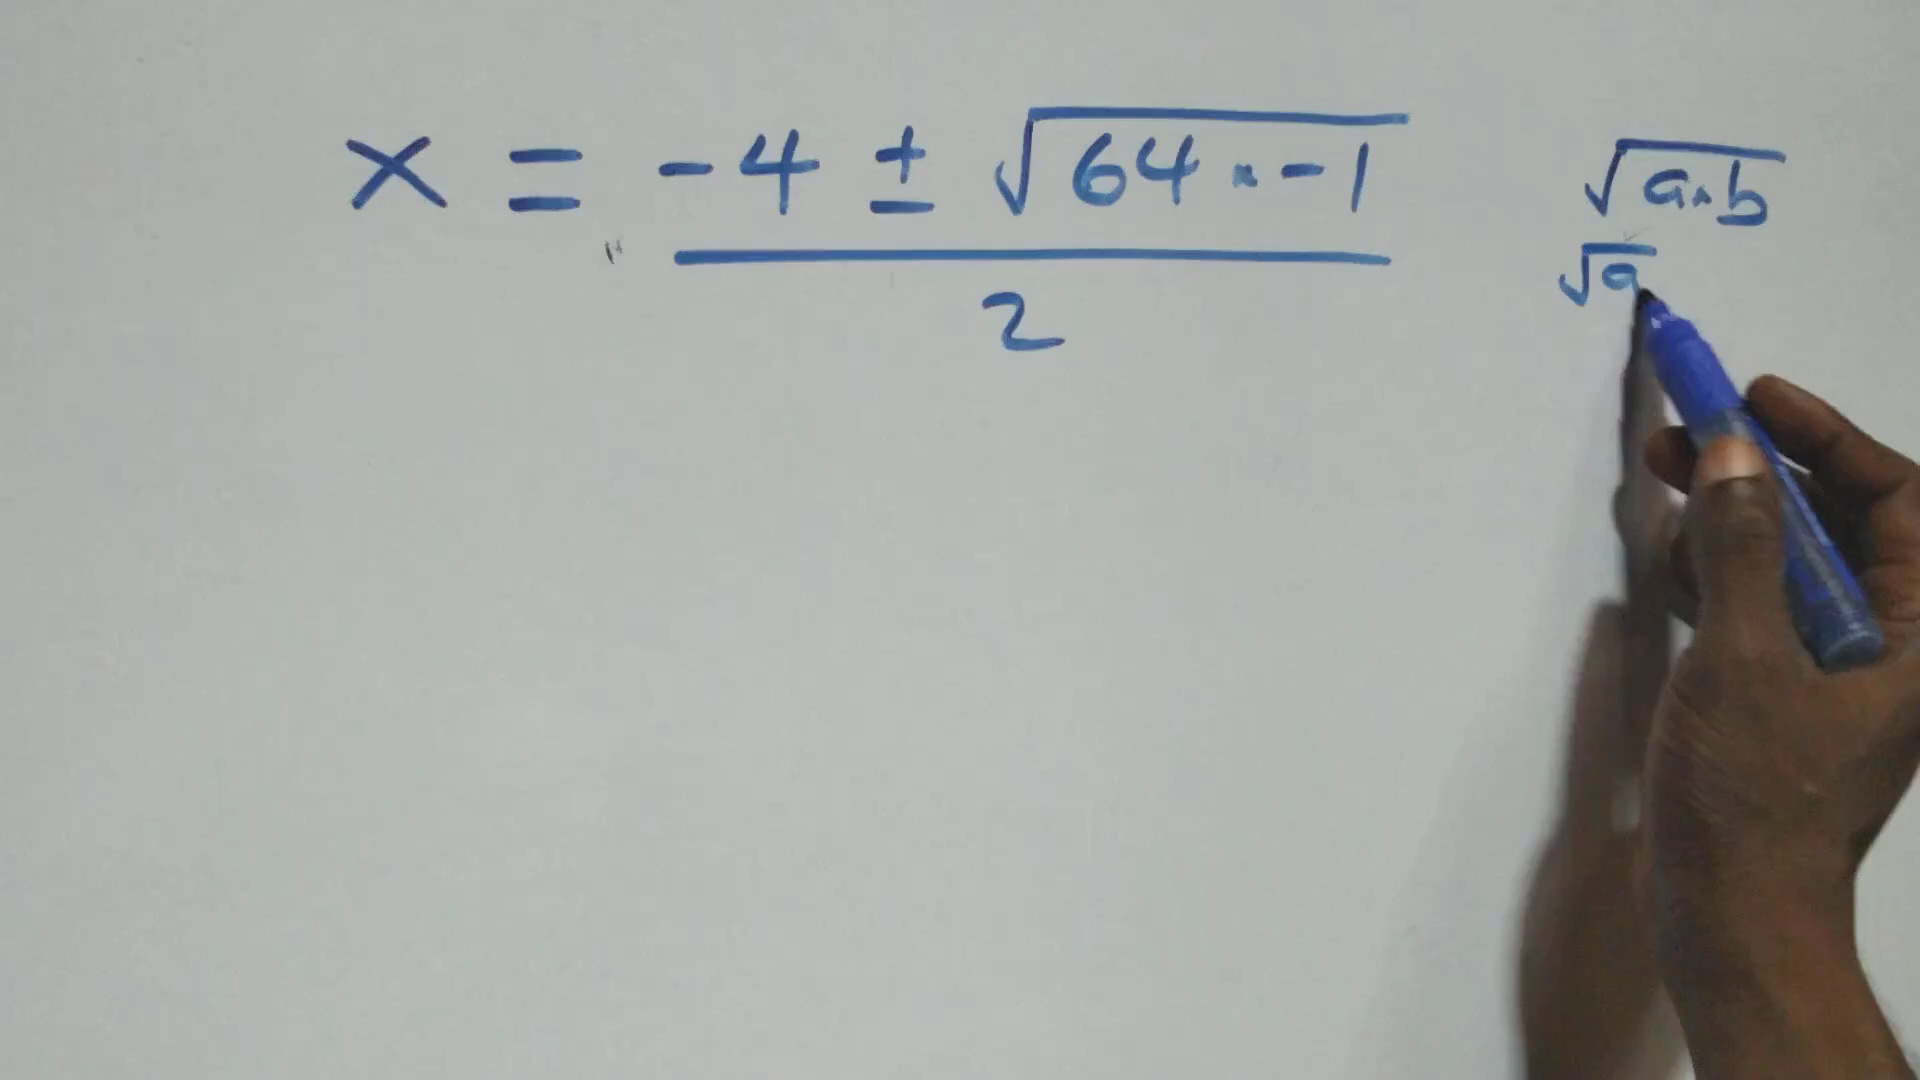 x = -4 ± √64 × -1
2
√a×b
√a